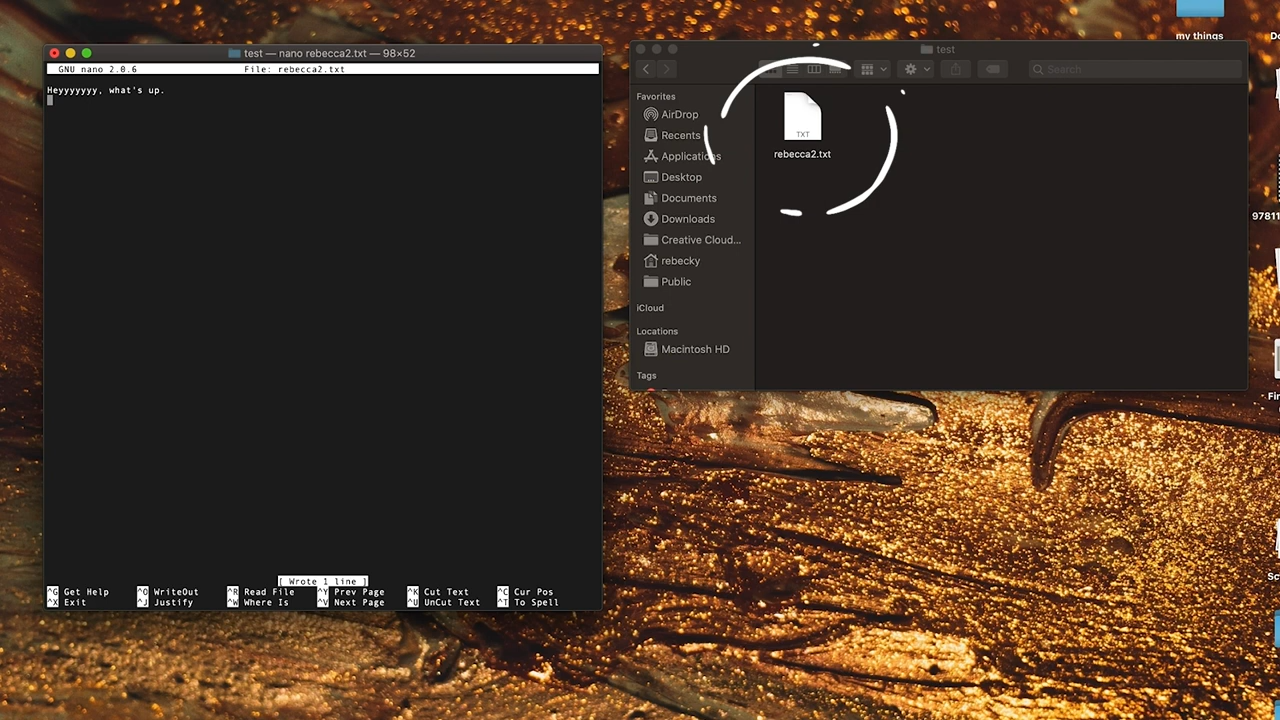 test — nano rebecca2.txt — 98×52
GNU nano 2.0.6 File: rebecca2.txt
Heyyyyyyy, what's up.
[ Wrote 1 line ]
^G Get Help ^O WriteOut ^R Read File ^Y Prev Page ^K Cut Text ^C Cur Pos
^X Exit ^J Justify ^W Where Is ^V Next Page ^U UnCut Text ^T To Spell
test
Search
Favorites
AirDrop
Recents
Applications
Desktop
Documents
Downloads
Creative Cloud...
rebecky
Public
iCloud
Locations
Macintosh HD
Tags
TXT
rebecca2.txt
my things
97811